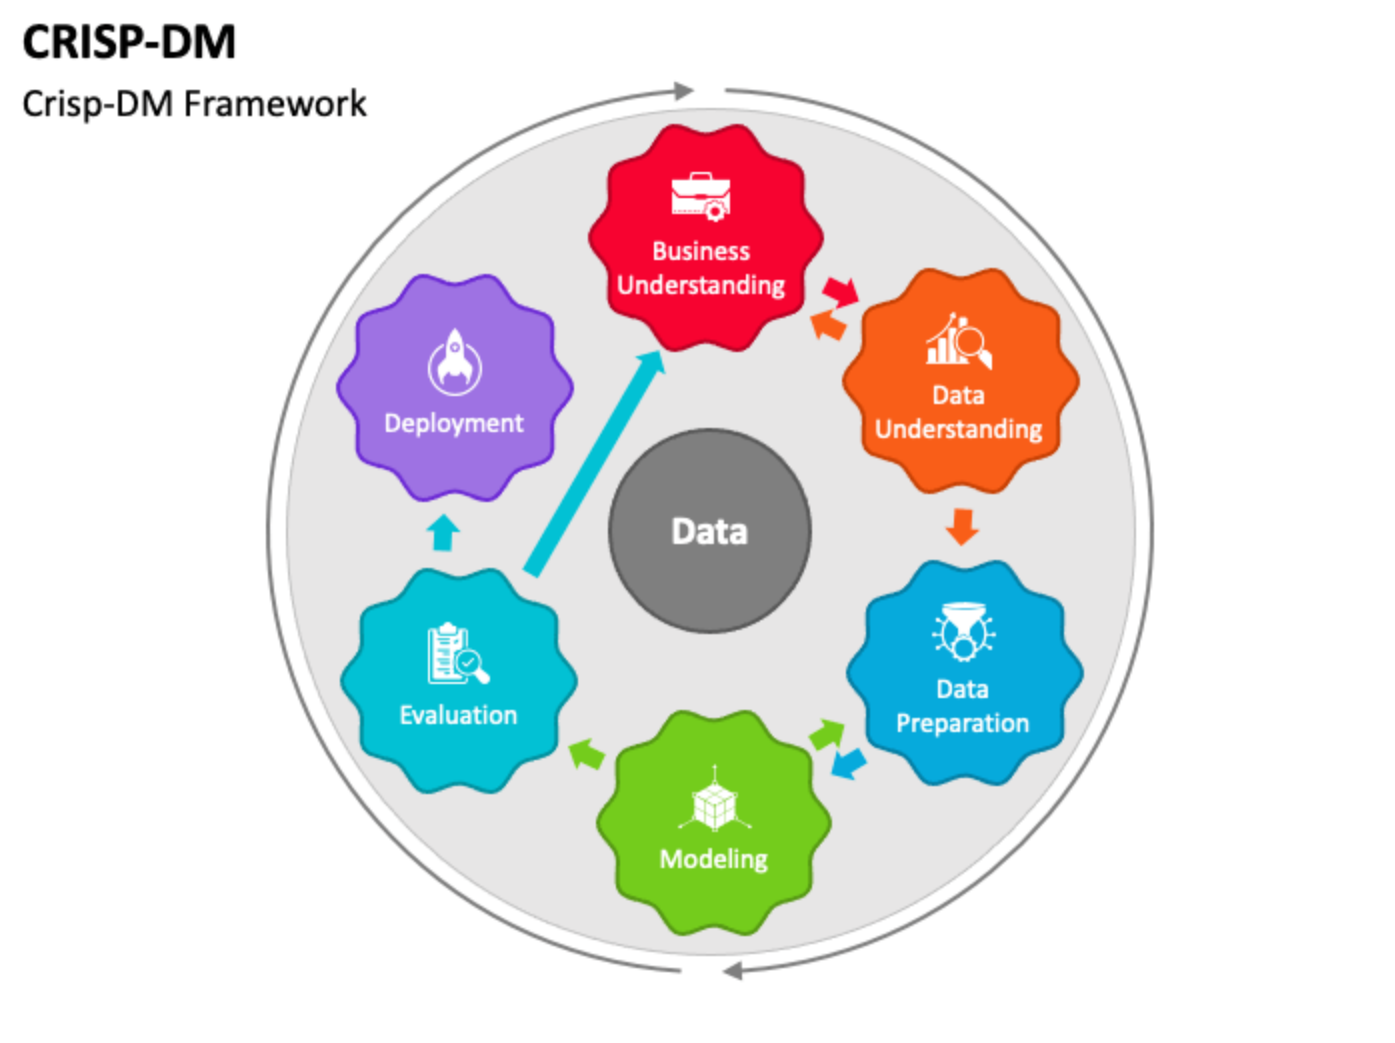 CRISP-DM
Crisp-DM Framework
Business
Understanding
Data
Understanding
Deployment
Data
Data
Preparation
Evaluation
Modeling